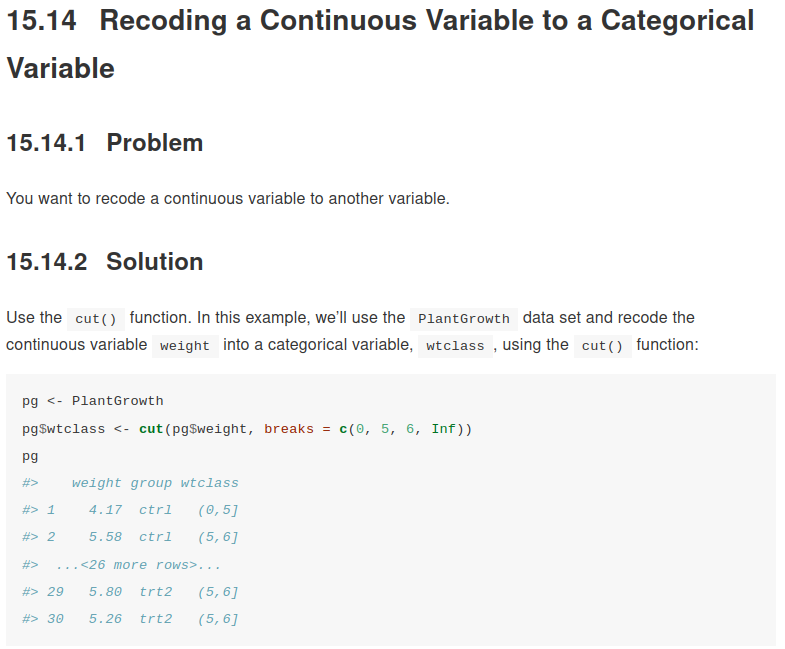 15.14 Recoding a Continuous Variable to a Categorical
Variable
15.14.1 Problem
You want to recode a continuous variable to another variable.
15.14.2 Solution
Use the cut() function. In this example, we’ll use the PlantGrowth data set and recode the
continuous variable weight into a categorical variable, wtclass , using the cut() function:
pg <- PlantGrowth
pg$wtclass <- cut(pg$weight, breaks = c(0, 5, 6, Inf))
pg
#>    weight group wtclass
#> 1    4.17  ctrl   (0,5]
#> 2    5.58  ctrl   (5,6]
#>  ...<26 more rows>...
#> 29   5.80  trt2   (5,6]
#> 30   5.26  trt2   (5,6]